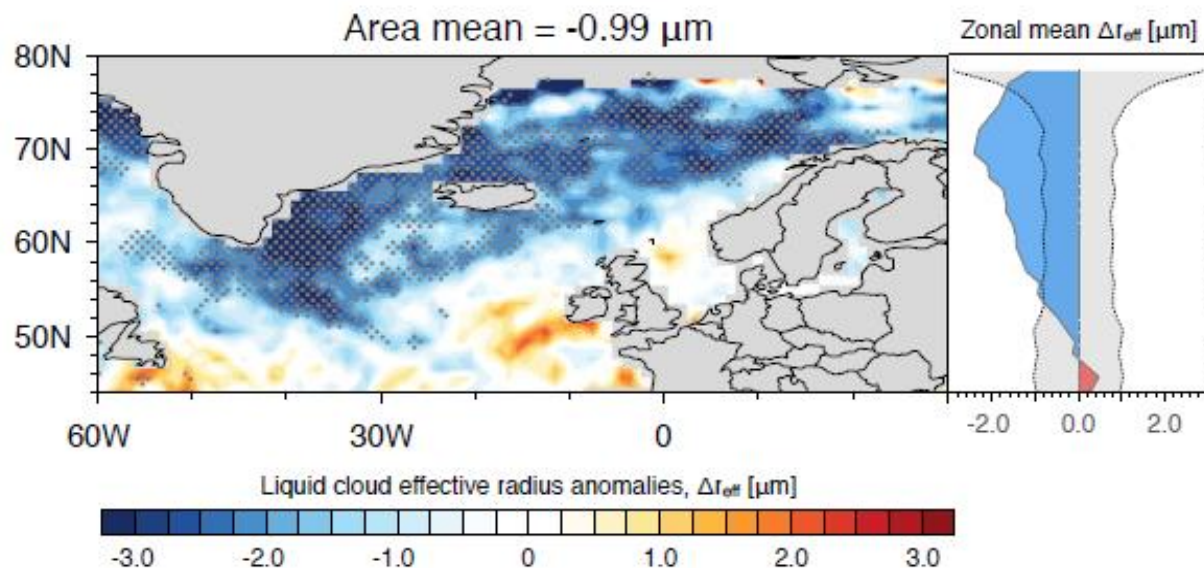 Area mean = -0.99 μm
Zonal mean Δr_eff [μm]
80N
70N
60N
50N
60W
30W
0
-2.0
0.0
2.0
Liquid cloud effective radius anomalies, Δr_eff [μm]
-3.0
-2.0
-1.0
0
1.0
2.0
3.0